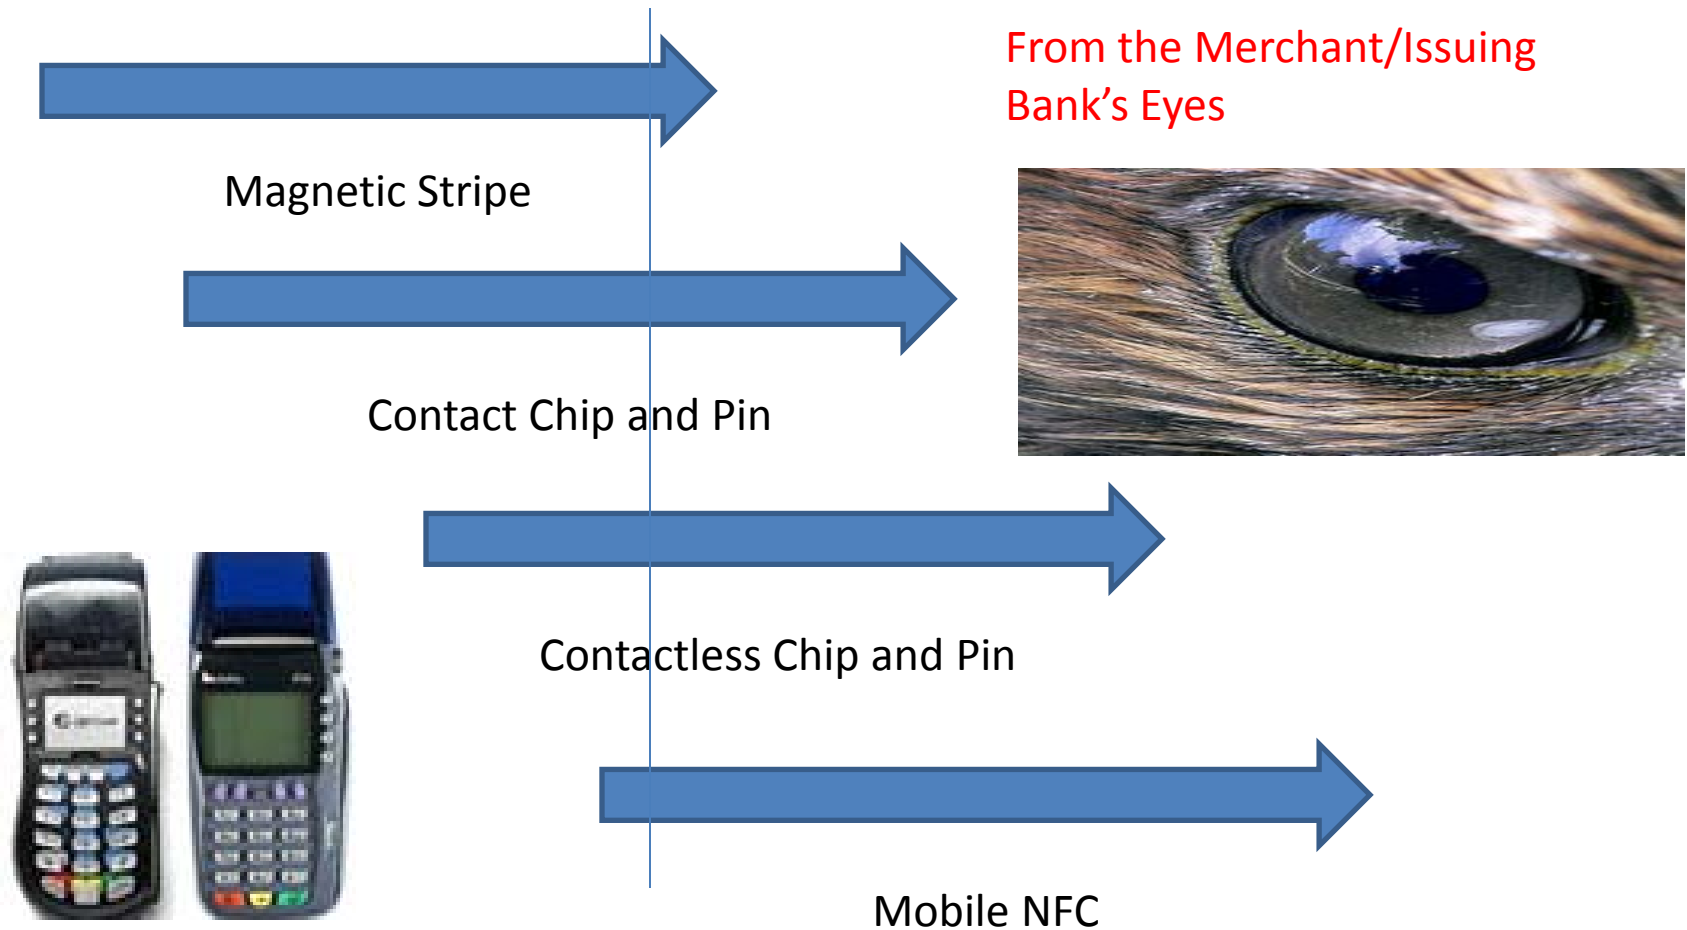 From the Merchant/Issuing
Bank’s Eyes
Magnetic Stripe
Contact Chip and Pin
Contactless Chip and Pin
Mobile NFC